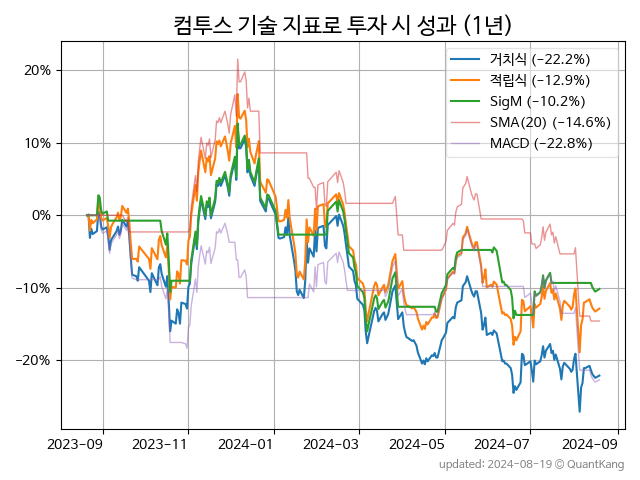 컴투스 기술 지표로 투자 시 성과 (1년)
거치식 (−22.2%)
적립식 (−12.9%)
SigM (−10.2%)
SMA(20) (−14.6%)
MACD (−22.8%)
20%
10%
0%
−10%
−20%
2023-09 2023-11 2024-01 2024-03 2024-05 2024-07 2024-09
updated: 2024-08-19 © QuantKang